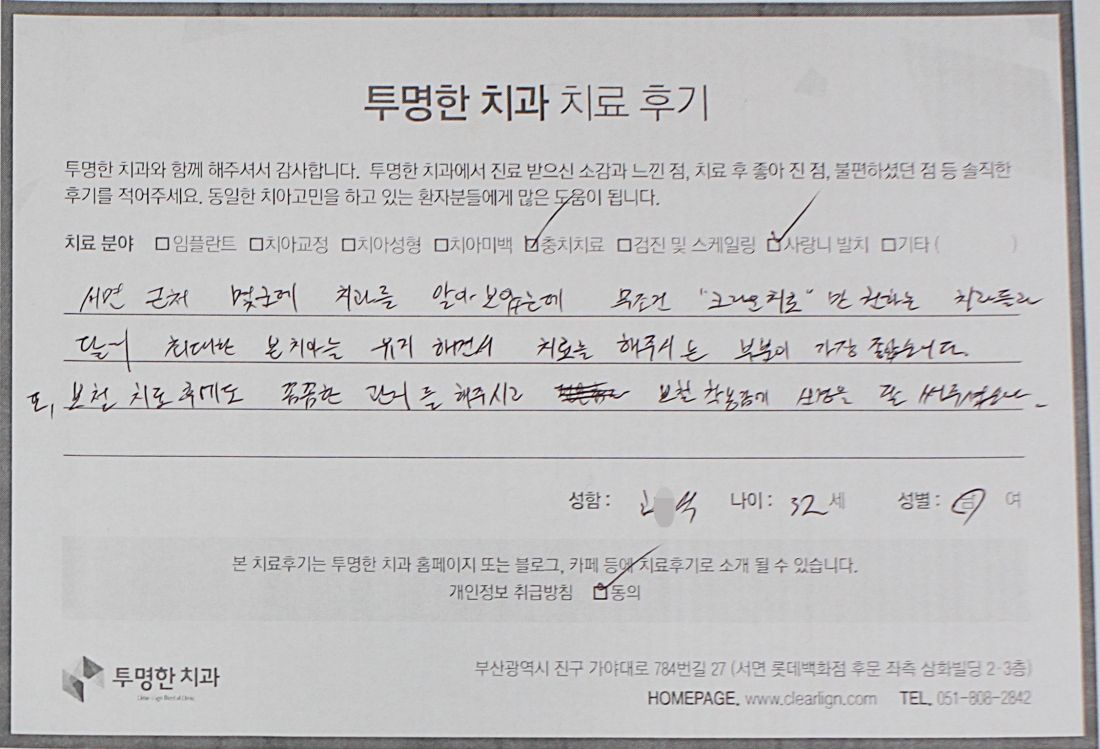 투명한 치과 치료 후기
투명한 치과와 함께 해주셔서 감사합니다. 투명한 치과에서 진료 받으신 소감과 느낀 점, 치료 후 좋아 진 점, 불편하셨던 점 등 솔직한
후기를 적어주세요. 동일한 치아고민을 하고 있는 환자분들에게 많은 도움이 됩니다.
치료 분야 □임플란트 □치아교정 □치아성형 □치아미백 ☑충치치료 □검진 및 스케일링 ☑사랑니 발치 □기타 ( )
서면 근처 몇군데 치과를 알아 보았는데 무조건 "크라운 치료" 만 권하는 치과들과
달리 최대한 본 치아를 유지 하면서 치료를 해주시는 부분이 가장 좋았습니다.
또, 보철 치료 후에도 꼼꼼한 관리를 해주시고 보철 착용감에 신경을 잘 써주셨습니다.
성함 : 나이 : 32 세 성별 : 남 여
본 치료후기는 투명한 치과 홈페이지 또는 블로그, 카페 등에 치료후기로 소개 될 수 있습니다.
개인정보 취급방침 ☑동의
투명한 치과
부산광역시 진구 가야대로 784번길 27 (서면 롯데백화점 후문 좌측 삼화빌딩 2-3층)
HOMEPAGE. www.clearlign.com TEL. 051-808-2842